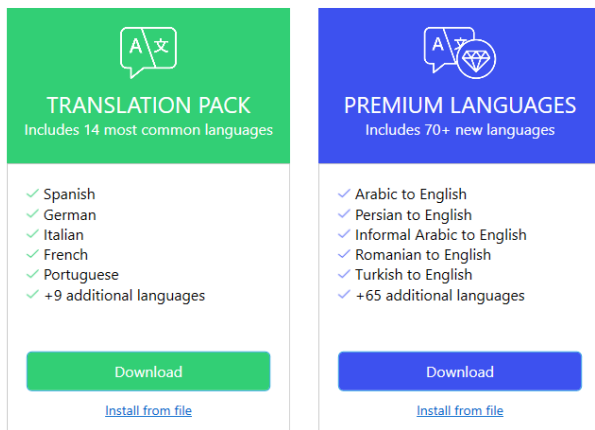 A 文
TRANSLATION PACK
Includes 14 most common languages
Spanish
German
Italian
French
Portuguese
+9 additional languages
Download
Install from file
A 文
PREMIUM LANGUAGES
Includes 70+ new languages
Arabic to English
Persian to English
Informal Arabic to English
Romanian to English
Turkish to English
+65 additional languages
Download
Install from file